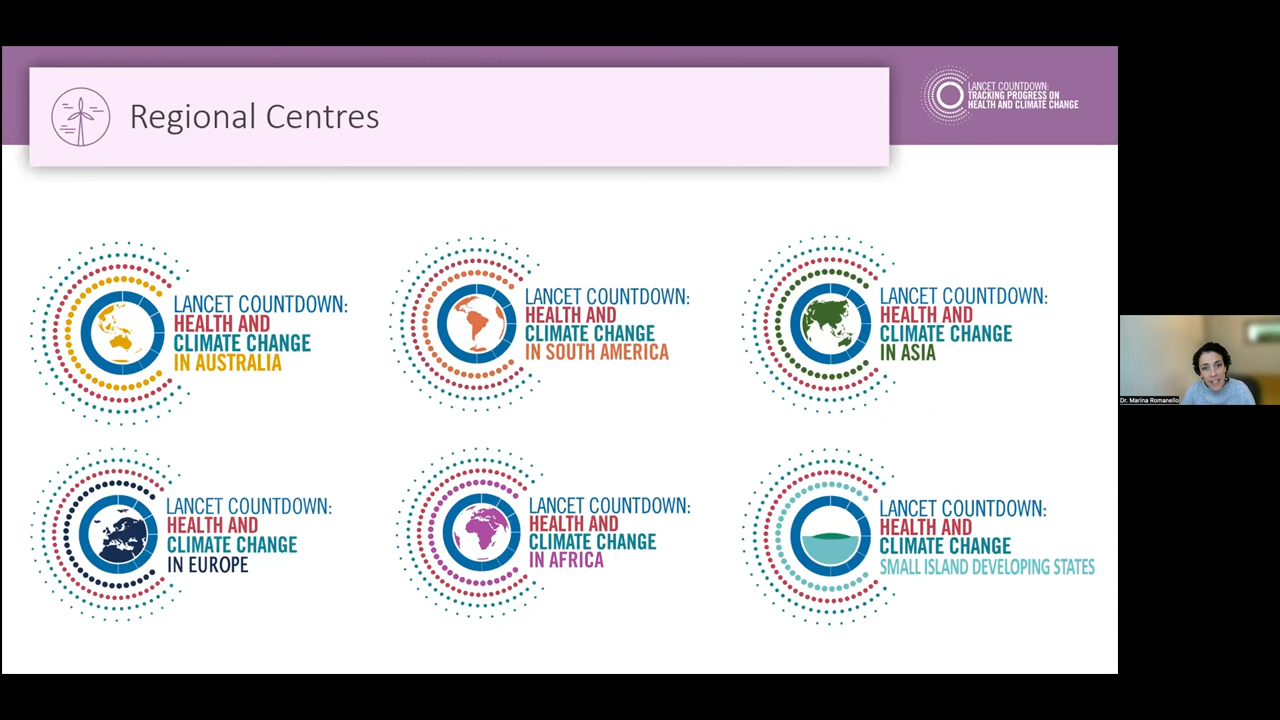 Regional Centres
LANCET COUNTDOWN:
TRACKING PROGRESS ON
HEALTH AND CLIMATE CHANGE
LANCET COUNTDOWN:
HEALTH AND
CLIMATE CHANGE
IN AUSTRALIA
LANCET COUNTDOWN:
HEALTH AND
CLIMATE CHANGE
IN SOUTH AMERICA
LANCET COUNTDOWN:
HEALTH AND
CLIMATE CHANGE
IN ASIA
LANCET COUNTDOWN:
HEALTH AND
CLIMATE CHANGE
IN EUROPE
LANCET COUNTDOWN:
HEALTH AND
CLIMATE CHANGE
IN AFRICA
LANCET COUNTDOWN:
HEALTH AND
CLIMATE CHANGE
SMALL ISLAND DEVELOPING STATES
Dr. Marina Romanello